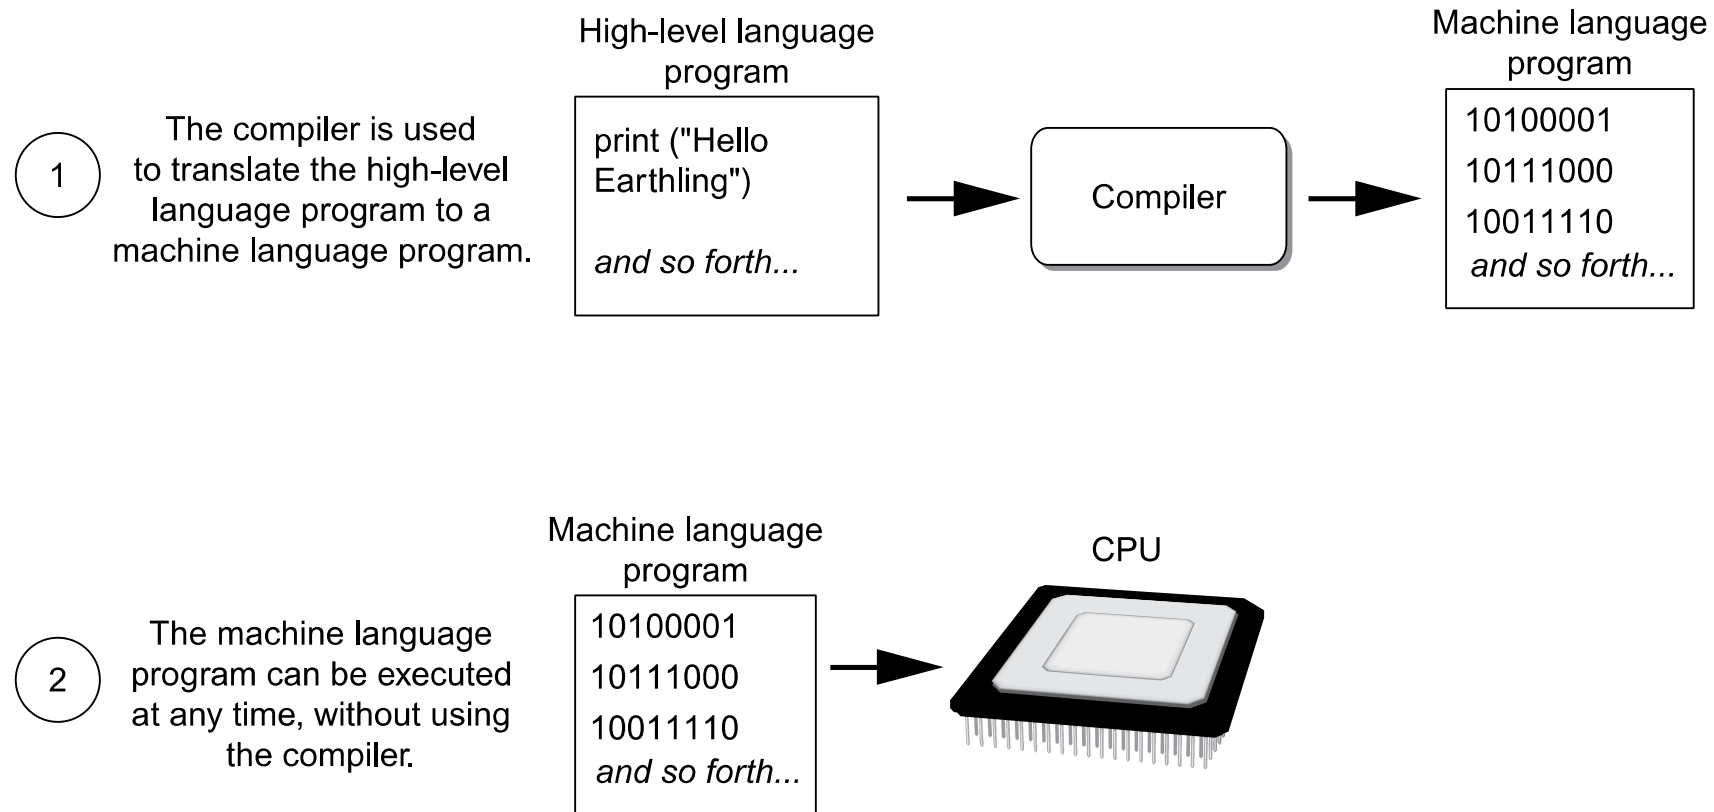 1
The compiler is used
to translate the high-level
language program to a
machine language program.
High-level language
program
print ("Hello
Earthling")
and so forth...
Compiler
Machine language
program
10100001
10111000
10011110
and so forth...
2
The machine language
program can be executed
at any time, without using
the compiler.
Machine language
program
10100001
10111000
10011110
and so forth...
CPU